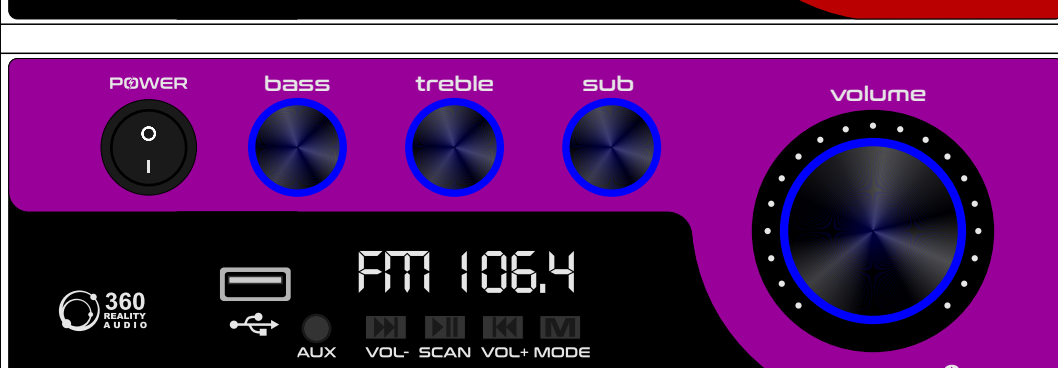 POWER
bass
treble
sub
volume
FM 106.4
360
REALITY
AUDIO
AUX
VOL-
SCAN
VOL+
MODE
M